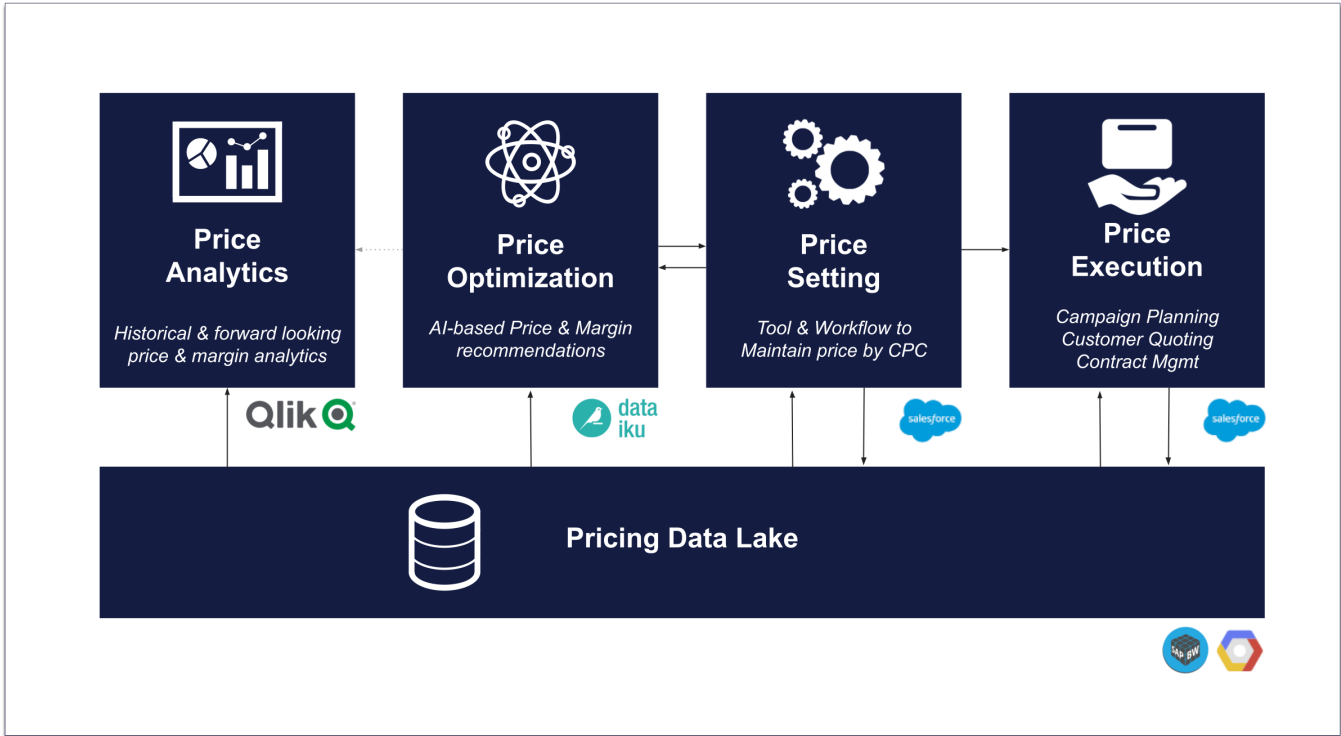 Price
Analytics
Historical & forward looking
price & margin analytics
Price
Optimization
AI-based Price & Margin
recommendations
Price
Setting
Tool & Workflow to
Maintain price by CPC
Price
Execution
Campaign Planning
Customer Quoting
Contract Mgmt
Qlik
data
iku
salesforce
salesforce
Pricing Data Lake
SAP BW